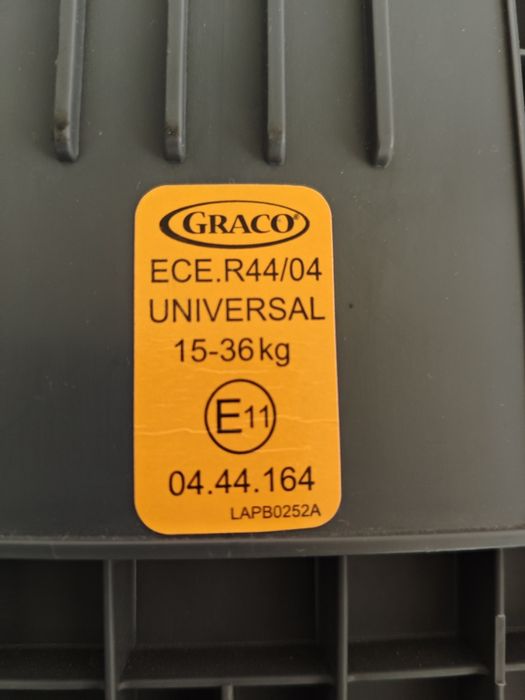 GRACO®
ECE.R44/04
UNIVERSAL
15-36kg
E11
04.44.164
LAPB0252A